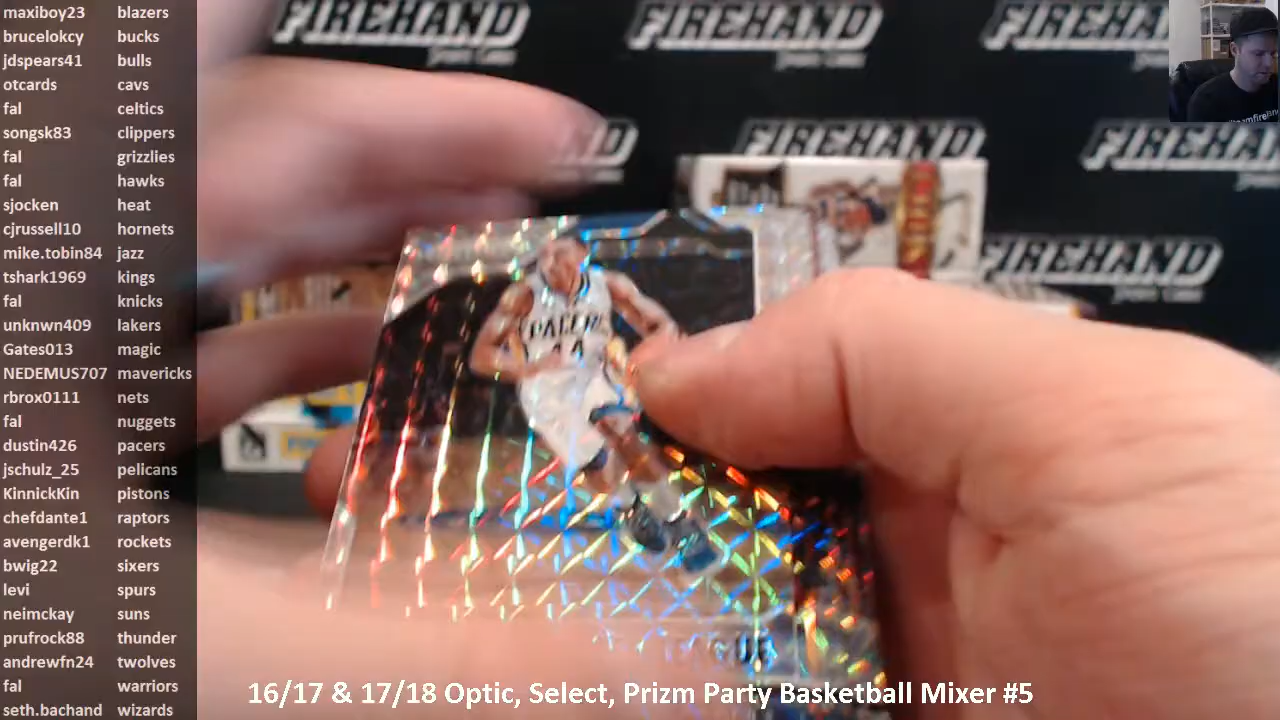 maxiboy23 blazers
brucelokcy bucks
jdspears41 bulls
otcards cavs
fal celtics
songsk83 clippers
fal grizzlies
fal hawks
sjocken heat
cjrussell10 hornets
mike.tobin84 jazz
tshark1969 kings
fal knicks
unknwn409 lakers
Gates013 magic
NEDEMUS707 mavericks
rbrox0111 nets
fal nuggets
dustin426 pacers
jschulz_25 pelicans
KinnickKin pistons
chefdante1 raptors
avengerdk1 rockets
bwig22 sixers
levi spurs
neimckay suns
prufrock88 thunder
andrewfn24 twolves
fal warriors
seth.bachand wizards
FIREHAND FIREHAND FIREHAND
FIREHAND FIREHAND
FIREHAND
PACERS
44
16/17 & 17/18 Optic, Select, Prizm Party Basketball Mixer #5